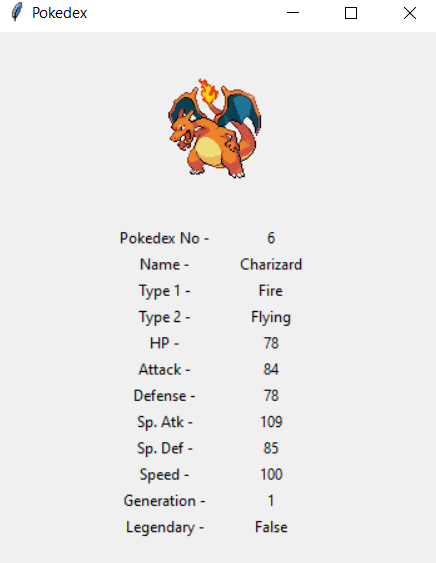 Pokedex
Pokedex No - 6
Name - Charizard
Type 1 - Fire
Type 2 - Flying
HP - 78
Attack - 84
Defense - 78
Sp. Atk - 109
Sp. Def - 85
Speed - 100
Generation - 1
Legendary - False